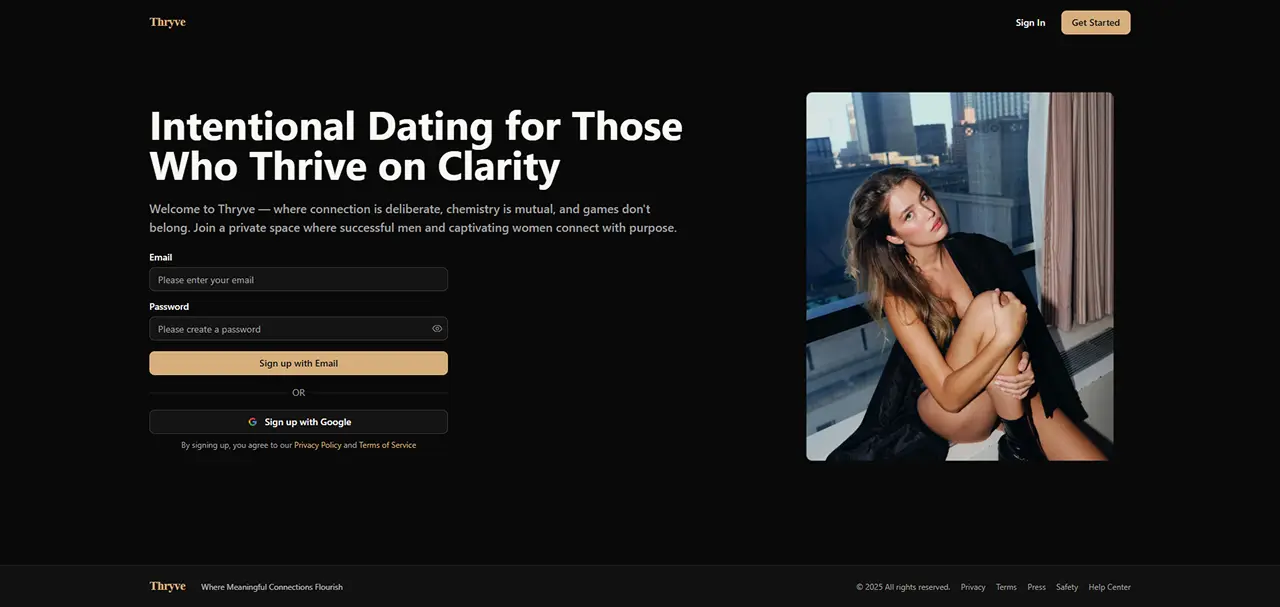 Thryve
Sign In
Get Started
Intentional Dating for Those
Who Thrive on Clarity
Welcome to Thryve — where connection is deliberate, chemistry is mutual, and games don't
belong. Join a private space where successful men and captivating women connect with purpose.
Email
Please enter your email
Password
Please create a password
Sign up with Email
OR
Sign up with Google
By signing up, you agree to our Privacy Policy and Terms of Service
Thryve
Where Meaningful Connections Flourish
© 2025 All rights reserved.
Privacy
Terms
Press
Safety
Help Center